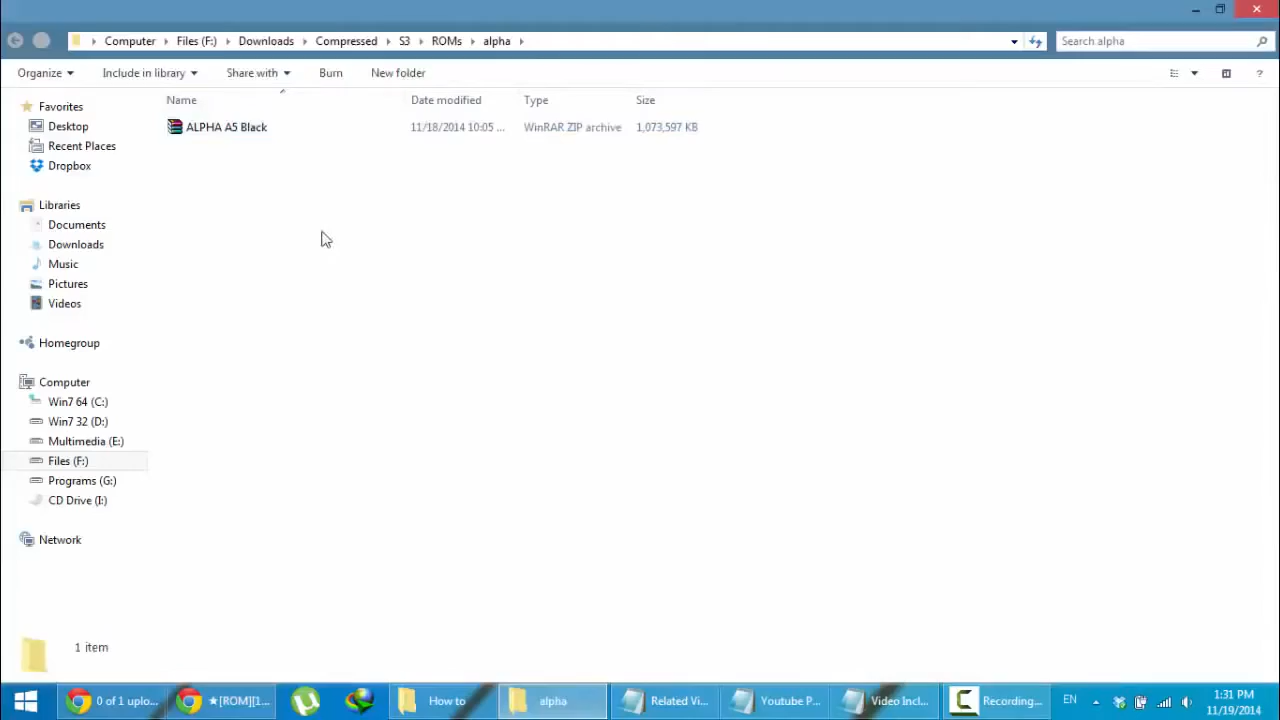 Computer Files (F:) Downloads Compressed S3 ROMs alpha Search alpha
Organize Include in library Share with Burn New folder ?
Name Date modified Type Size
ALPHA A5 Black 11/18/2014 10:05 ... WinRAR ZIP archive 1,073,597 KB
Favorites
Desktop
Recent Places
Dropbox
Libraries
Documents
Downloads
Music
Pictures
Videos
Homegroup
Computer
Win7 64 (C:)
Win7 32 (D:)
Multimedia (E:)
Files (F:)
Programs (G:)
CD Drive (I:)
Network
1 item
0 of 1 uplo... ★[ROM][1... How to alpha Related Vi... Youtube P... Video Incl... Recording... EN 1:31 PM
11/19/2014